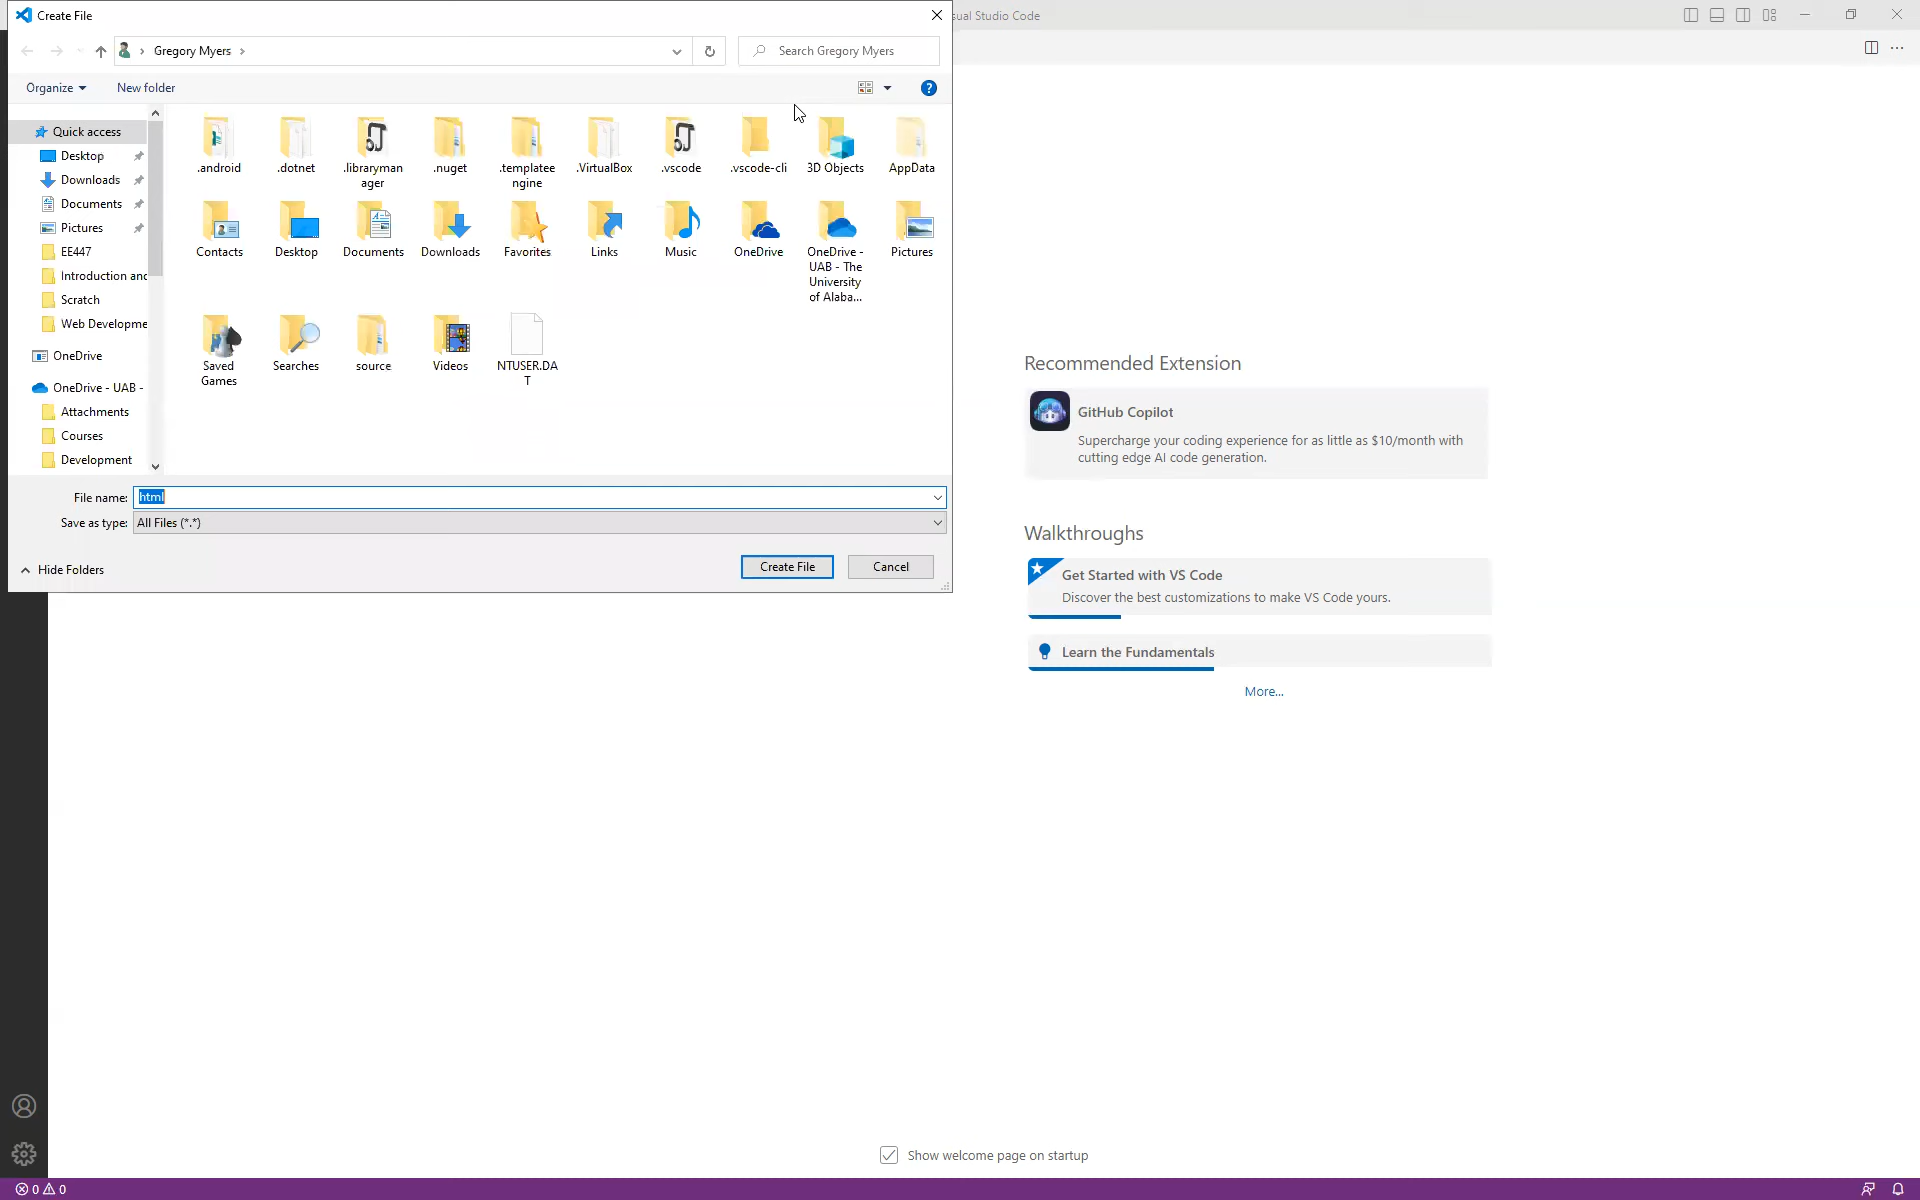 Create File
sual Studio Code
Gregory Myers
Search Gregory Myers
Organize
New folder
Quick access
Desktop
Downloads
Documents
Pictures
EE447
Introduction and
Scratch
Web Developme
OneDrive
OneDrive - UAB -
Attachments
Courses
Development
.android
.dotnet
.libraryman
ager
.nuget
.templatee
ngine
.VirtualBox
.vscode
.vscode-cli
3D Objects
AppData
Contacts
Desktop
Documents
Downloads
Favorites
Links
Music
OneDrive
OneDrive -
UAB - The
University
of Alaba...
Pictures
Saved
Games
Searches
source
Videos
NTUSER.DA
T
File name:
html
Save as type:
All Files (*.*)
Hide Folders
Create File
Cancel
Recommended Extension
GitHub Copilot
Supercharge your coding experience for as little as $10/month with
cutting edge AI code generation.
Walkthroughs
Get Started with VS Code
Discover the best customizations to make VS Code yours.
Learn the Fundamentals
More...
Show welcome page on startup
0
0